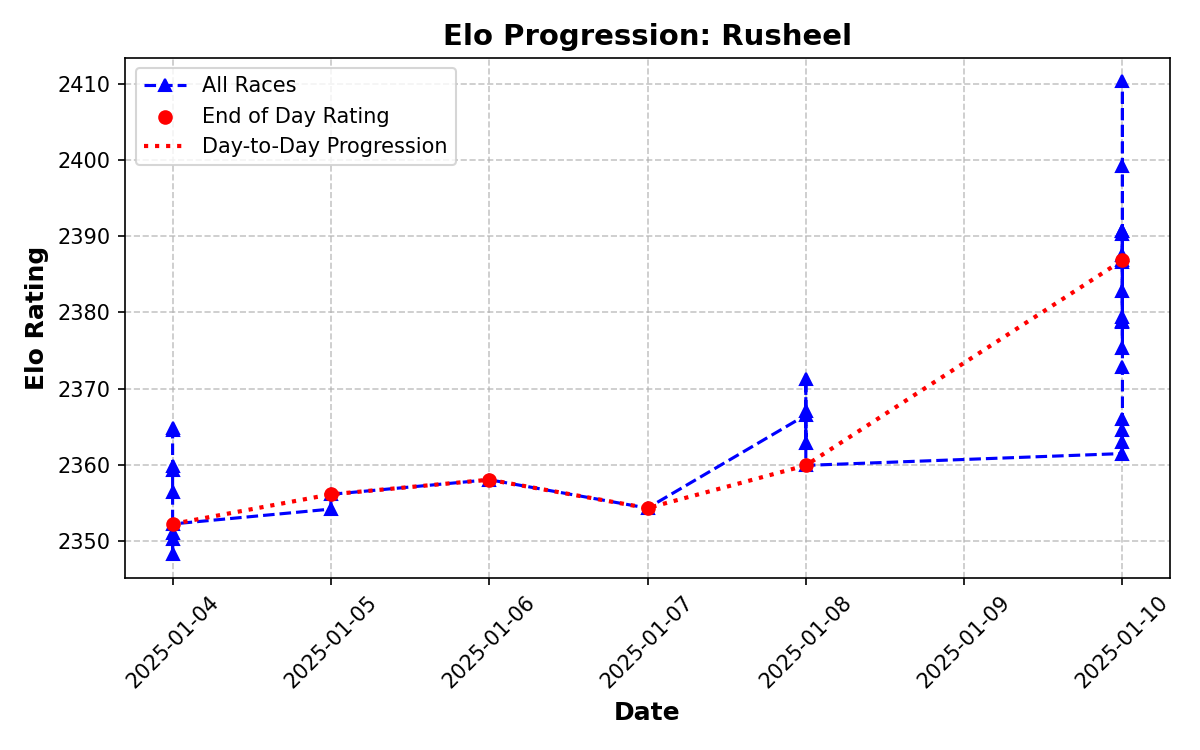 Elo Progression: Rusheel
All Races
End of Day Rating
Day-to-Day Progression
Elo Rating
2410
2400
2390
2380
2370
2360
2350
2025-01-04
2025-01-05
2025-01-06
2025-01-07
2025-01-08
2025-01-09
2025-01-10
Date